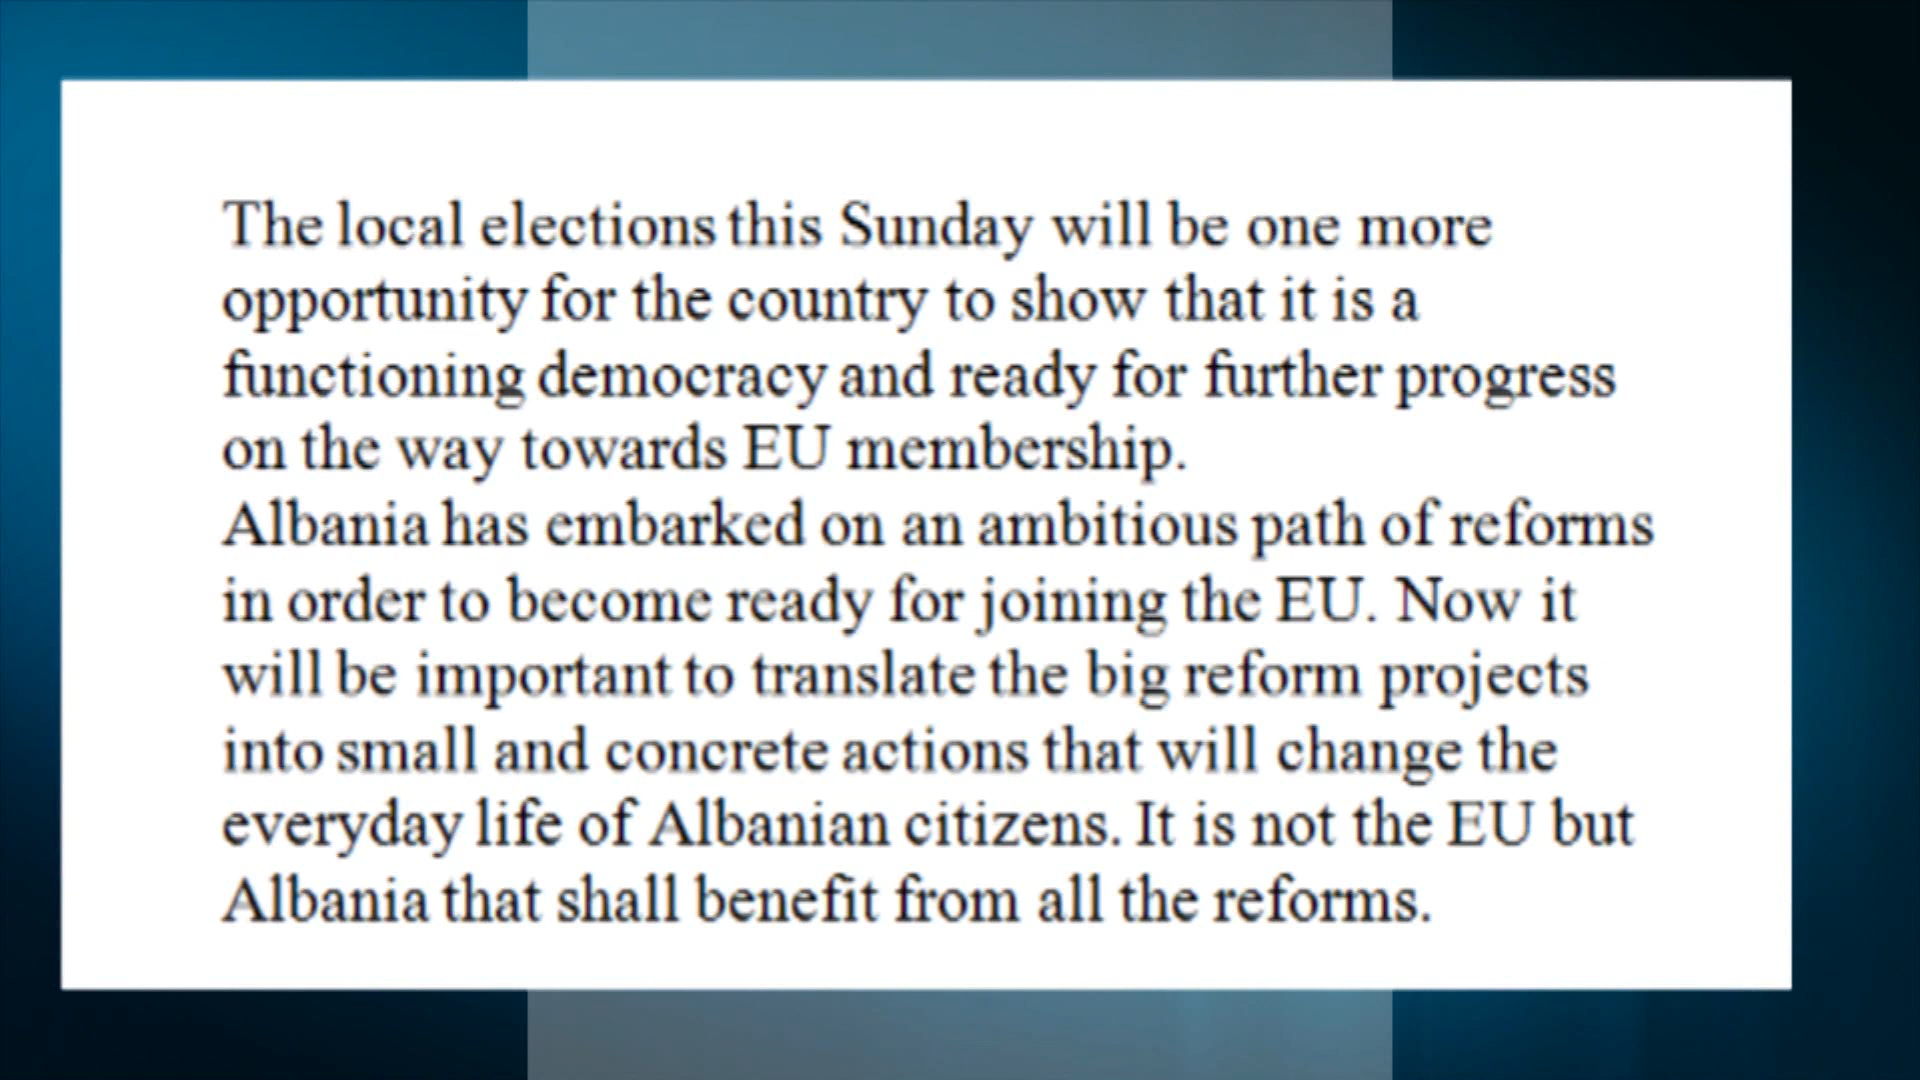 The local elections this Sunday will be one more
opportunity for the country to show that it is a
functioning democracy and ready for further progress
on the way towards EU membership.
Albania has embarked on an ambitious path of reforms
in order to become ready for joining the EU. Now it
will be important to translate the big reform projects
into small and concrete actions that will change the
everyday life of Albanian citizens. It is not the EU but
Albania that shall benefit from all the reforms.